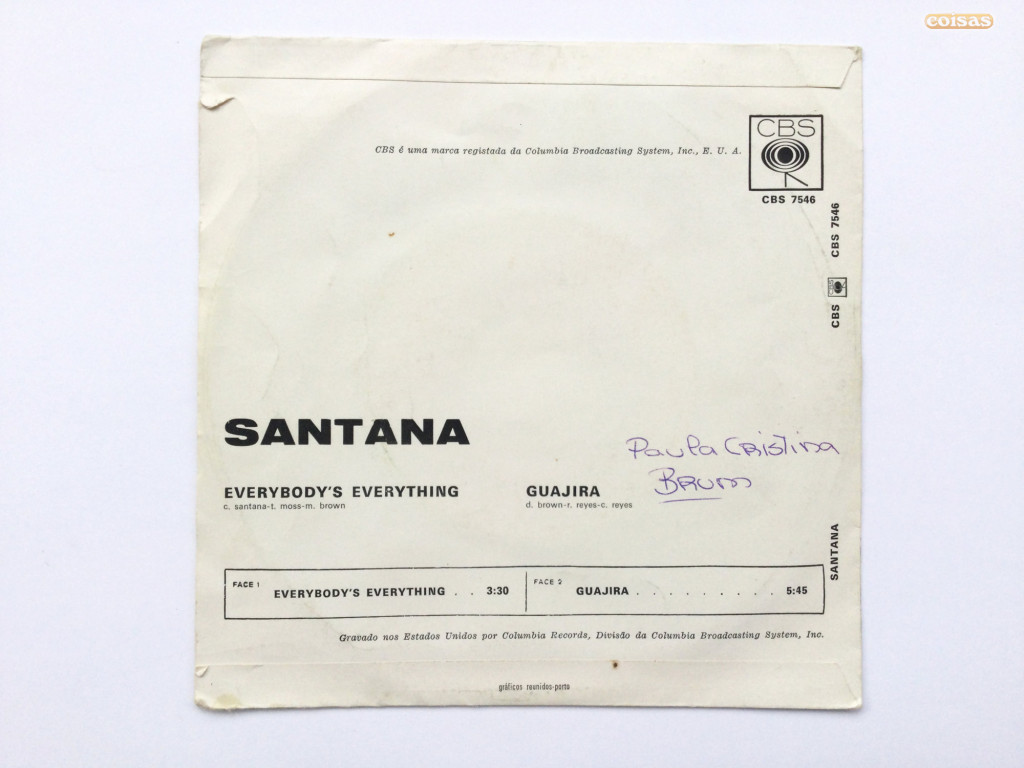 coisas
CBS é uma marca registada da Columbia Broadcasting System, Inc., E. U. A.
CBS
CBS 7546
CBS 7546
CBS
CBS
SANTANA
Paula Cristina
Brum
EVERYBODY'S EVERYTHING
c. santana-t. moss-m. brown
GUAJIRA
d. brown-r. reyes-c. reyes
SANTANA
FACE 1
EVERYBODY'S EVERYTHING . . 3:30
FACE 2
GUAJIRA . . . . . . . . . . 5:45
Gravado nos Estados Unidos por Columbia Records, Divisão da Columbia Broadcasting System, Inc.
gráficos reunidos-porto